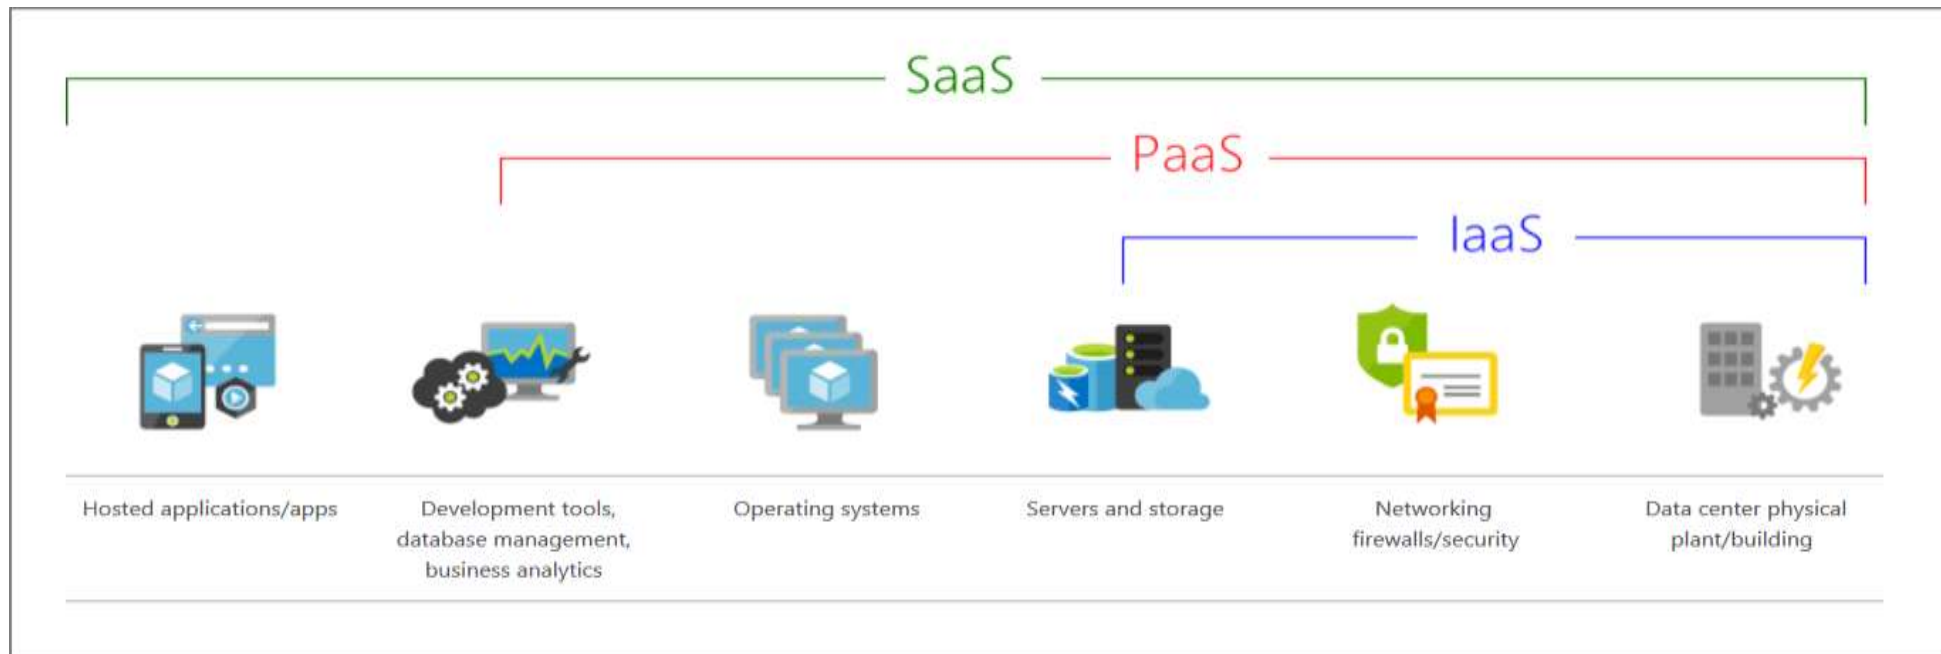 SaaS
PaaS
IaaS
Hosted applications/apps
Development tools,
database management,
business analytics
Operating systems
Servers and storage
Networking
firewalls/security
Data center physical
plant/building